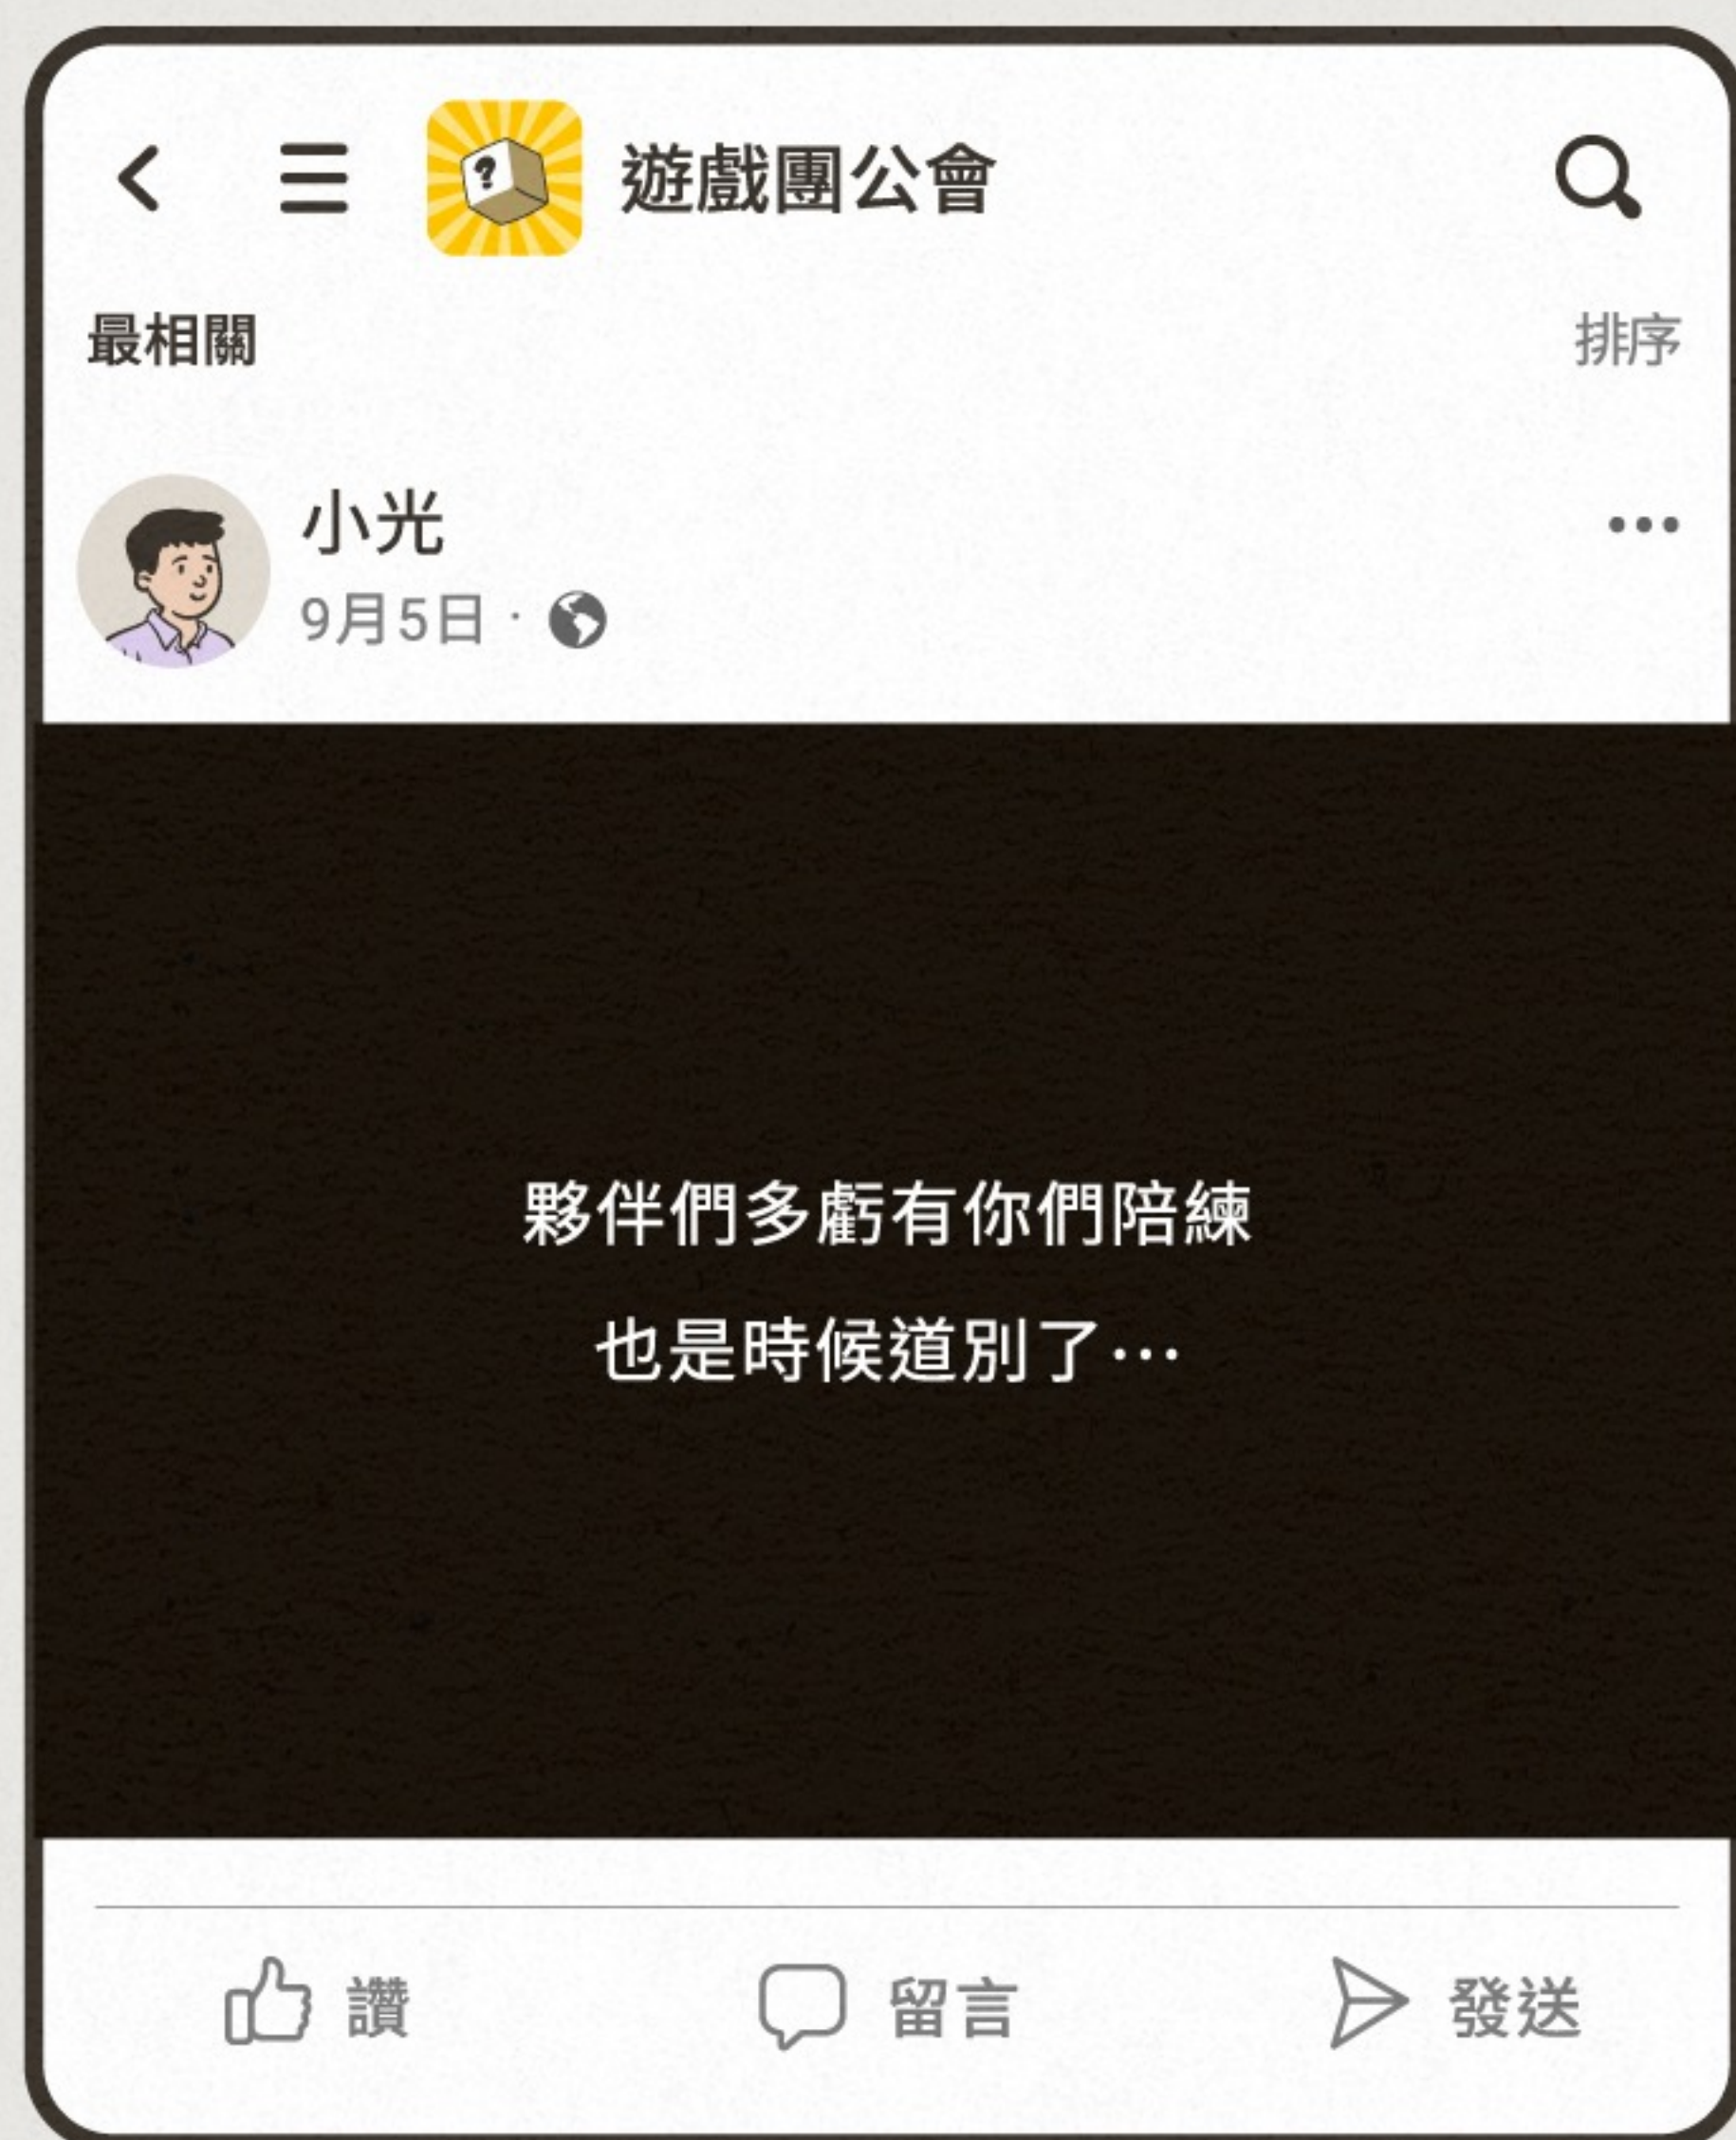 遊戲團公會
最相關
排序
小光
9月5日 ·
夥伴們多虧有你們陪練
也是時候道別了⋯
讚
留言
發送